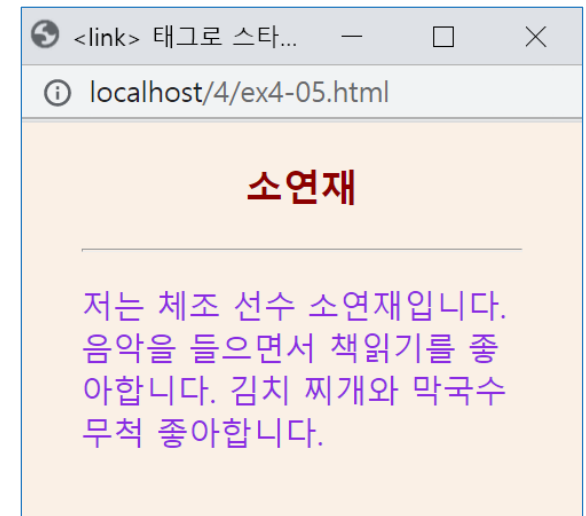 <link> 태그로 스타...
localhost/4/ex4-05.html
소연재
저는 체조 선수 소연재입니다.
음악을 들으면서 책읽기를 좋
아합니다. 김치 찌개와 막국수
무척 좋아합니다.